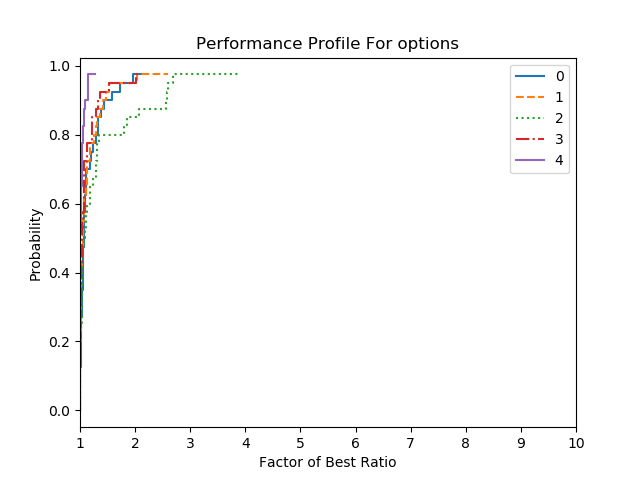 Performance Profile For options
1.0
0.8
0.6
0.4
0.2
0.0
Probability
1 2 3 4 5 6 7 8 9 10
Factor of Best Ratio
0
1
2
3
4